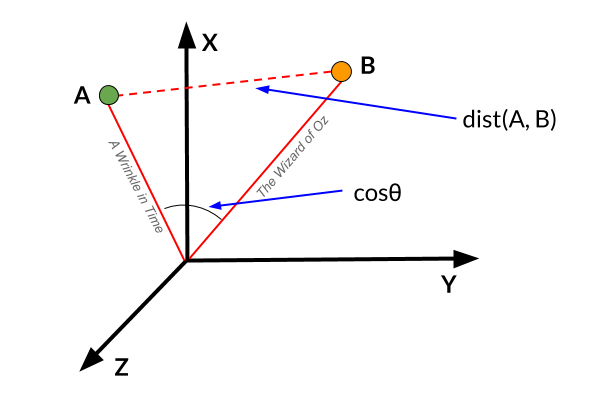 X
A
B
dist(A, B)
A Wrinkle in Time
The Wizard of Oz
cosθ
Y
Z